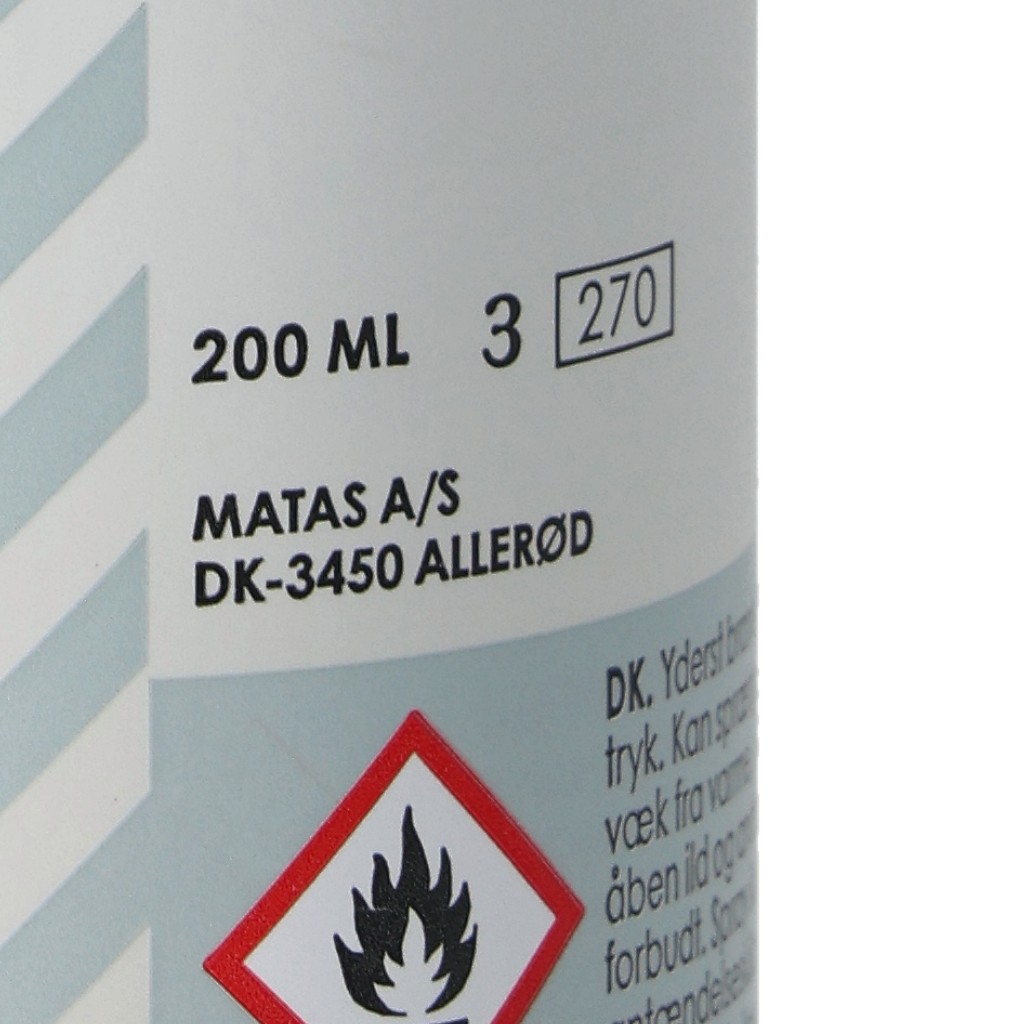 200 ML 3 270
MATAS A/S
DK-3450 ALLERØD
DK. Yderst
tryk. Kan
væk fra
åben ild og
forbudt.